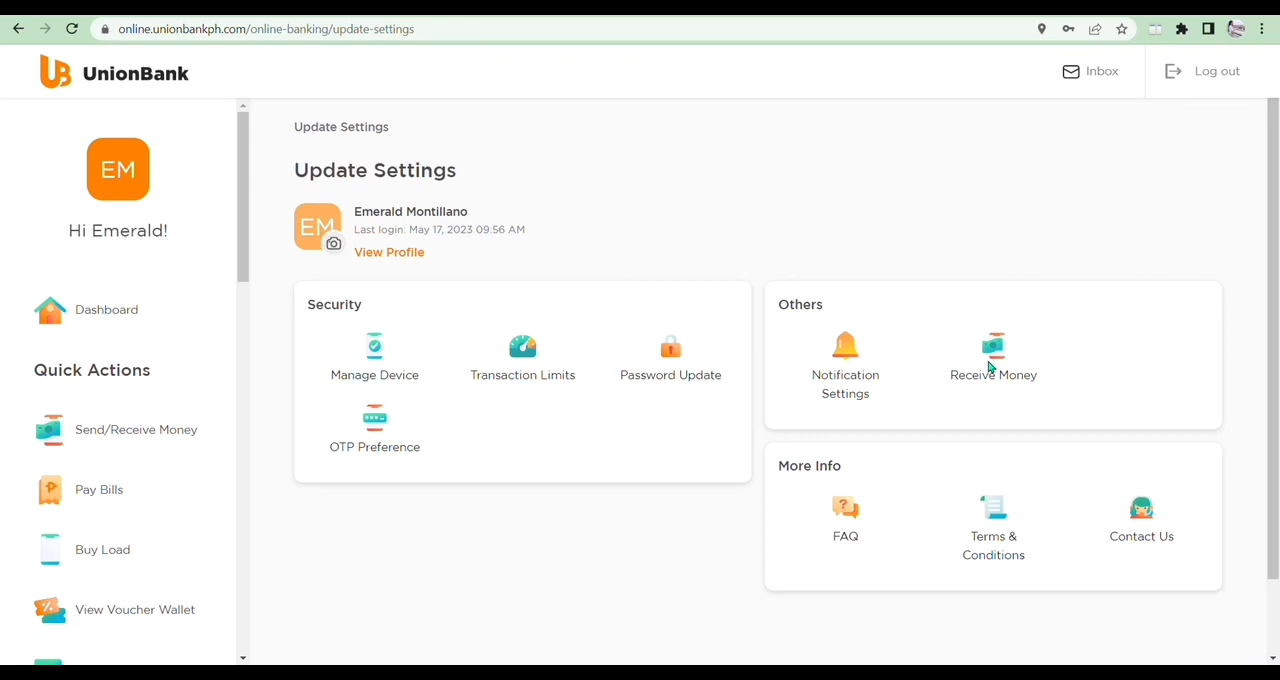 online.unionbankph.com/online-banking/update-settings
UnionBank
Inbox
Log out
EM
Hi Emerald!
Dashboard
Quick Actions
Send/Receive Money
Pay Bills
Buy Load
View Voucher Wallet
Update Settings
Update Settings
EM
Emerald Montillano
Last login: May 17, 2023 09:56 AM
View Profile
Security
Manage Device
Transaction Limits
Password Update
OTP Preference
Others
Notification
Settings
Receive Money
More Info
FAQ
Terms &
Conditions
Contact Us